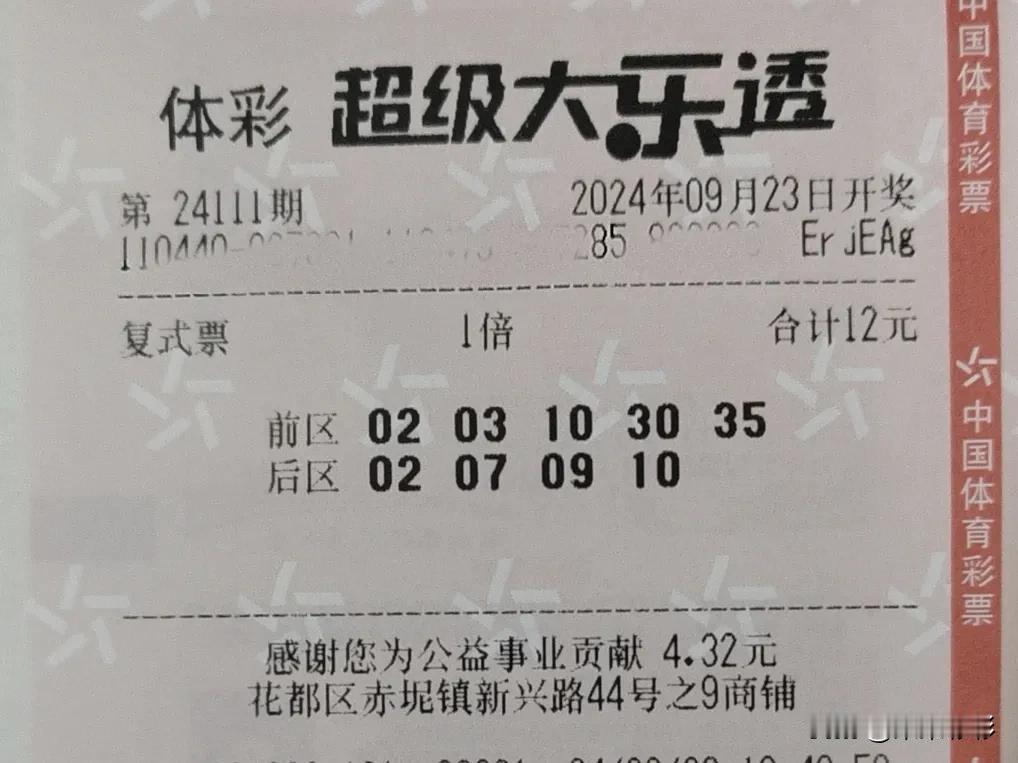 体彩 超级大乐透
第 24111期 2024年09月23日开奖
110440 285 ErjEAg
复式票 1倍 合计12元
前区 02 03 10 30 35
后区 02 07 09 10
感谢您为公益事业贡献 4.32元
花都区赤坭镇新兴路44号之9商铺
中国体育彩票
中国体育彩票